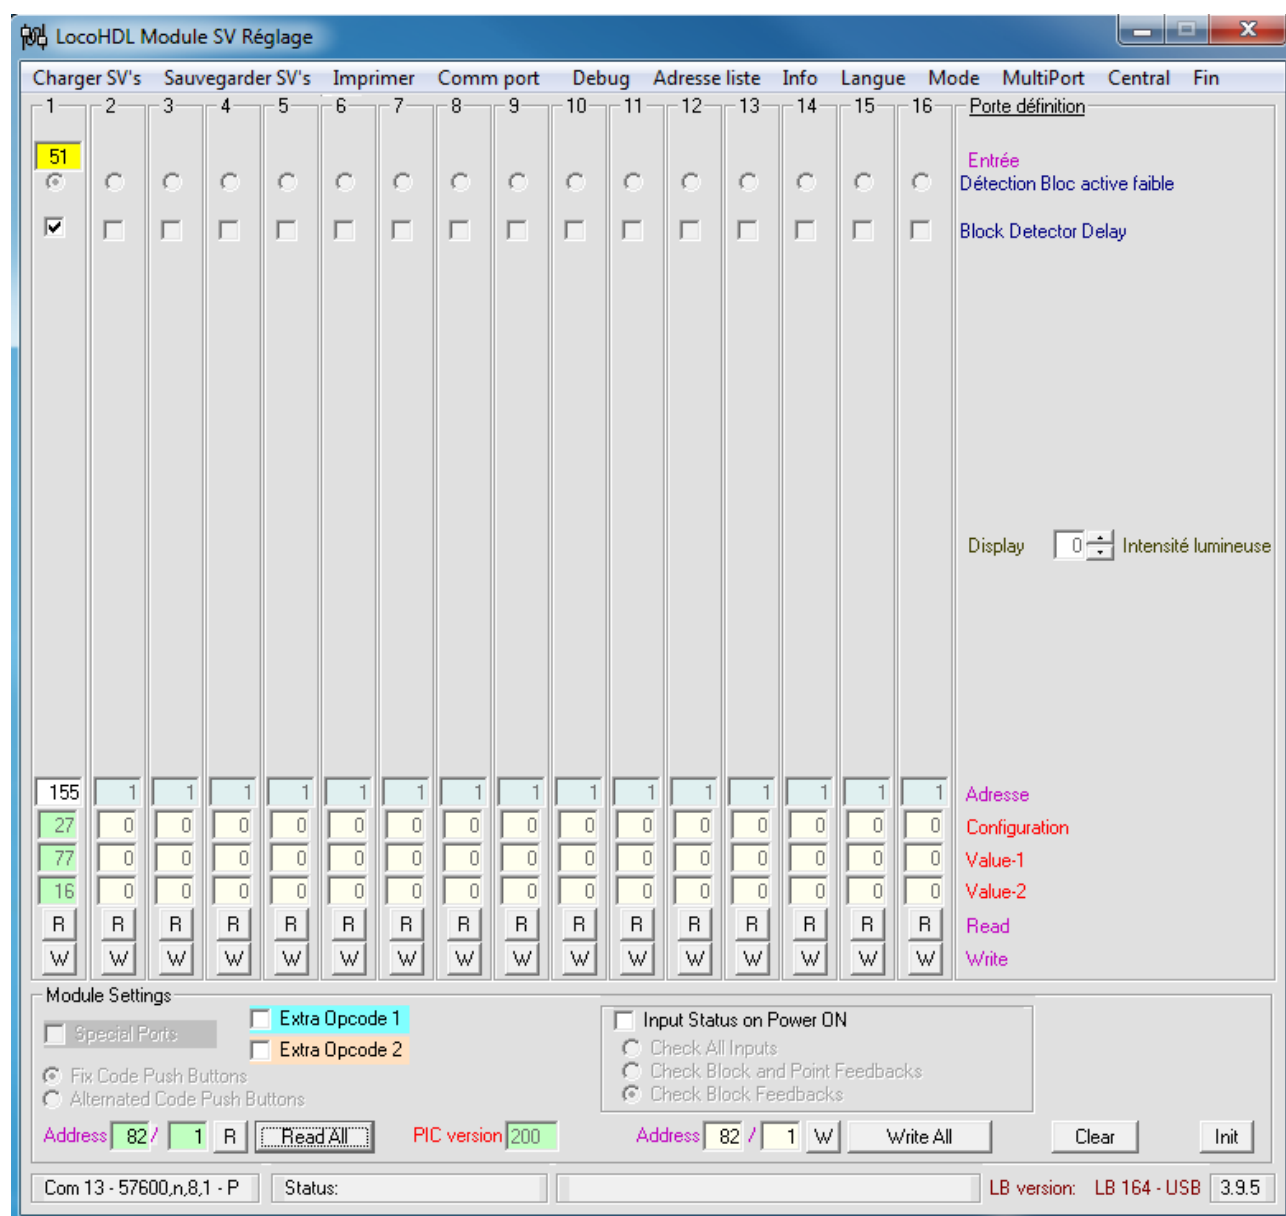 LocoHDL Module SV Réglage
Charger SV's Sauvegarder SV's Imprimer Comm port Debug Adresse liste Info Langue Mode MultiPort Central Fin
1 2 3 4 5 6 7 8 9 10 11 12 13 14 15 16 Porte définition
51
Entrée
Détection Bloc active faible
Block Detector Delay
Display 0 Intensité lumineuse
155 1 1 1 1 1 1 1 1 1 1 1 1 1 1 1 Adresse
27 0 0 0 0 0 0 0 0 0 0 0 0 0 0 0 Configuration
77 0 0 0 0 0 0 0 0 0 0 0 0 0 0 0 Value-1
16 0 0 0 0 0 0 0 0 0 0 0 0 0 0 0 Value-2
R R R R R R R R R R R R R R R R Read
W W W W W W W W W W W W W W W W Write
Module Settings
Special Ports Extra Opcode 1 Input Status on Power ON
Extra Opcode 2 Check All Inputs
Fix Code Push Buttons Check Block and Point Feedbacks
Alternated Code Push Buttons Check Block Feedbacks
Address 82 / 1 R Read All PIC version 200 Address 82 / 1 W Write All Clear Init
Com 13 - 57600,n,8,1 - P Status: LB version: LB 164 - USB 3.9.5